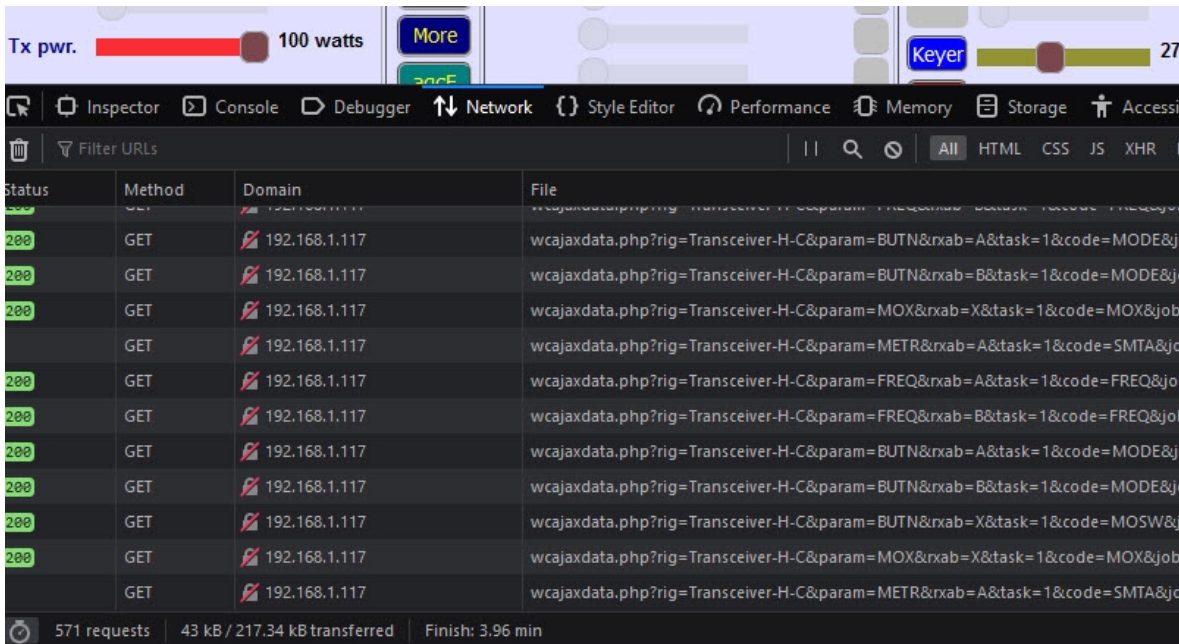 Tx pwr. 100 watts More Keyer 27
agcF
Inspector Console Debugger Network Style Editor Performance Memory Storage Accessi
Filter URLs All HTML CSS JS XHR
Status Method Domain File
200 GET 192.168.1.117 wcajaxdata.php?rig=Transceiver-H-C&param=BUTN&rxab=A&task=1&code=MODE&j
200 GET 192.168.1.117 wcajaxdata.php?rig=Transceiver-H-C&param=BUTN&rxab=B&task=1&code=MODE&j
200 GET 192.168.1.117 wcajaxdata.php?rig=Transceiver-H-C&param=MOX&rxab=X&task=1&code=MOX&job
GET 192.168.1.117 wcajaxdata.php?rig=Transceiver-H-C&param=METR&rxab=A&task=1&code=SMTA&jo
200 GET 192.168.1.117 wcajaxdata.php?rig=Transceiver-H-C&param=FREQ&rxab=A&task=1&code=FREQ&jo
200 GET 192.168.1.117 wcajaxdata.php?rig=Transceiver-H-C&param=FREQ&rxab=B&task=1&code=FREQ&jo
200 GET 192.168.1.117 wcajaxdata.php?rig=Transceiver-H-C&param=BUTN&rxab=A&task=1&code=MODE&j
200 GET 192.168.1.117 wcajaxdata.php?rig=Transceiver-H-C&param=BUTN&rxab=B&task=1&code=MODE&j
200 GET 192.168.1.117 wcajaxdata.php?rig=Transceiver-H-C&param=BUTN&rxab=X&task=1&code=MOSW&j
200 GET 192.168.1.117 wcajaxdata.php?rig=Transceiver-H-C&param=MOX&rxab=X&task=1&code=MOX&job
GET 192.168.1.117 wcajaxdata.php?rig=Transceiver-H-C&param=METR&rxab=A&task=1&code=SMTA&jo
571 requests 43 kB / 217.34 kB transferred Finish: 3.96 min